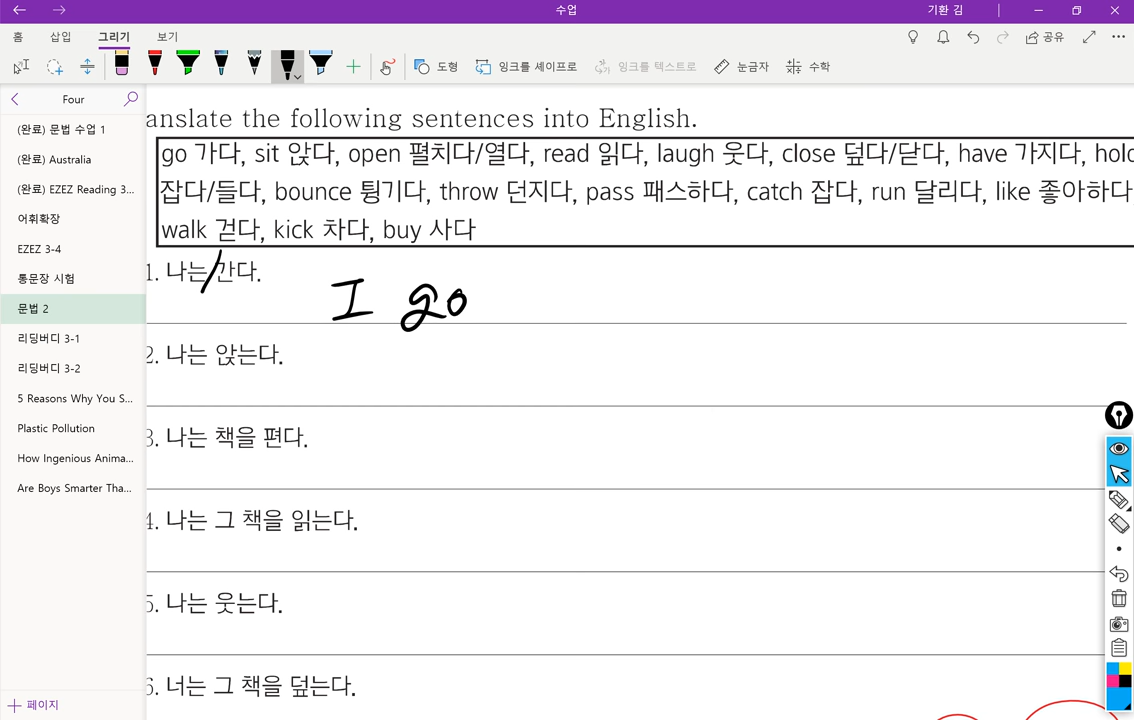 수업
기환 김
홈 삽입 그리기 보기
공유
도형 잉크를 셰이프로 잉크를 텍스트로 눈금자 수학
Four
(완료) 문법 수업 1
(완료) Australia
(완료) EZEZ Reading 3...
어휘확장
EZEZ 3-4
통문장 시험
문법 2
리딩버디 3-1
리딩버디 3-2
5 Reasons Why You S...
Plastic Pollution
How Ingenious Anima...
Are Boys Smarter Tha...
페이지
anslate the following sentences into English.
go 가다, sit 앉다, open 펼치다/열다, read 읽다, laugh 웃다, close 덮다/닫다, have 가지다, hold
잡다/들다, bounce 튕기다, throw 던지다, pass 패스하다, catch 잡다, run 달리다, like 좋아하다
walk 걷다, kick 차다, buy 사다
1. 나는/간다.
I go
2. 나는 앉는다.
3. 나는 책을 편다.
4. 나는 그 책을 읽는다.
5. 나는 웃는다.
6. 너는 그 책을 덮는다.